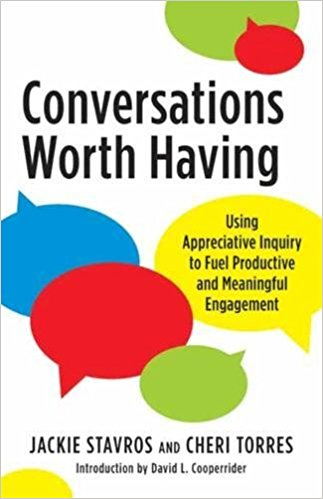 Conversations
Worth Having
Using
Appreciative Inquiry
to Fuel Productive
and Meaningful
Engagement
JACKIE STAVROS AND CHERI TORRES
Introduction by David L. Cooperrider